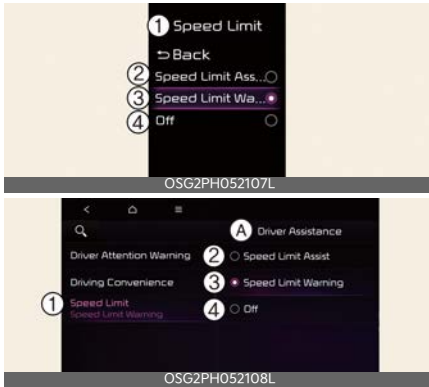 ① Speed Limit
⮌ Back
② Speed Limit Ass...
③ Speed Limit Wa...
④ Off
OSG2PH052107L
Ⓐ Driver Assistance
Driver Attention Warning ② Speed Limit Assist
Driving Convenience ③ Speed Limit Warning
① Speed Limit ④ Off
Speed Limit Warning
OSG2PH052108L